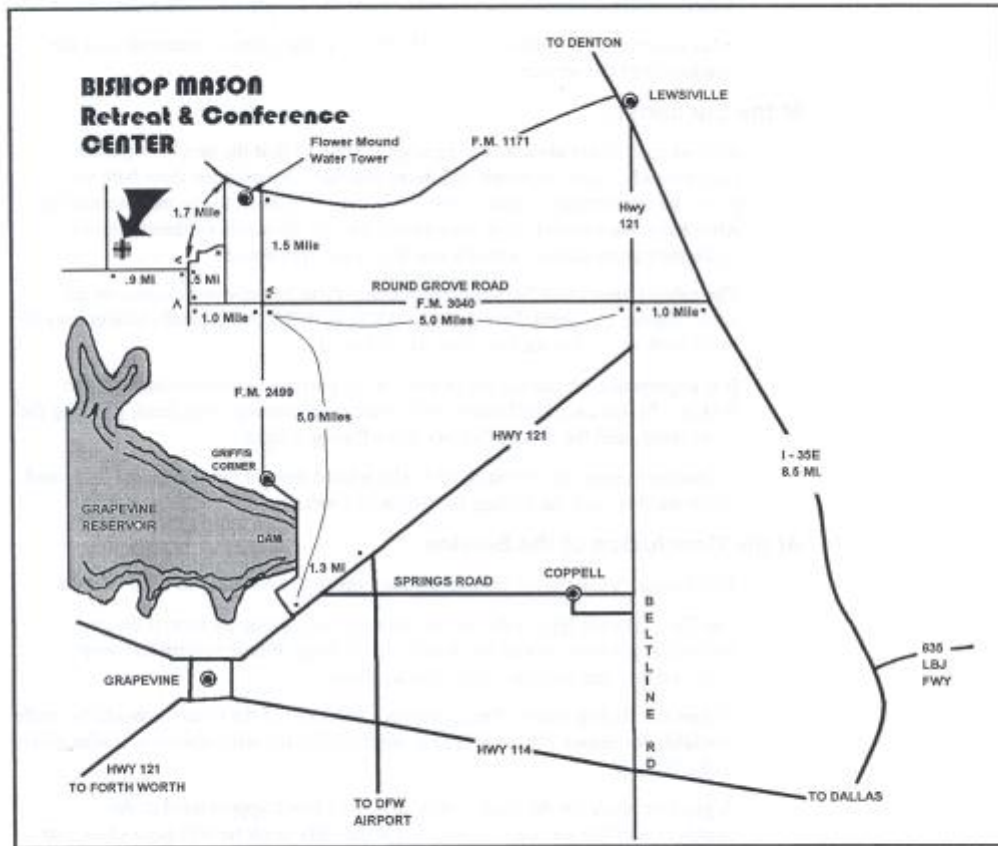 BISHOP MASON
Retreat & Conference
CENTER
TO DENTON
LEWSIVILLE
Flower Mound
Water Tower
F.M. 1171
Hwy
121
1.7 Mile
1.5 Mile
.9 MI
.5 MI
A
A
ROUND GROVE ROAD
F.M. 3040
1.0 Mile
5.0 Miles
1.0 Mile
F.M. 2499
5.0 Miles
HWY 121
I - 35E
8.5 MI.
GRIFFIS
CORNER
GRAPEVINE
RESERVOIR
DAM
1.3 MI
SPRINGS ROAD
COPPELL
BELTLINE RD
635
LBJ
FWY
GRAPEVINE
HWY 114
HWY 121
TO FORTH WORTH
TO DFW
AIRPORT
TO DALLAS